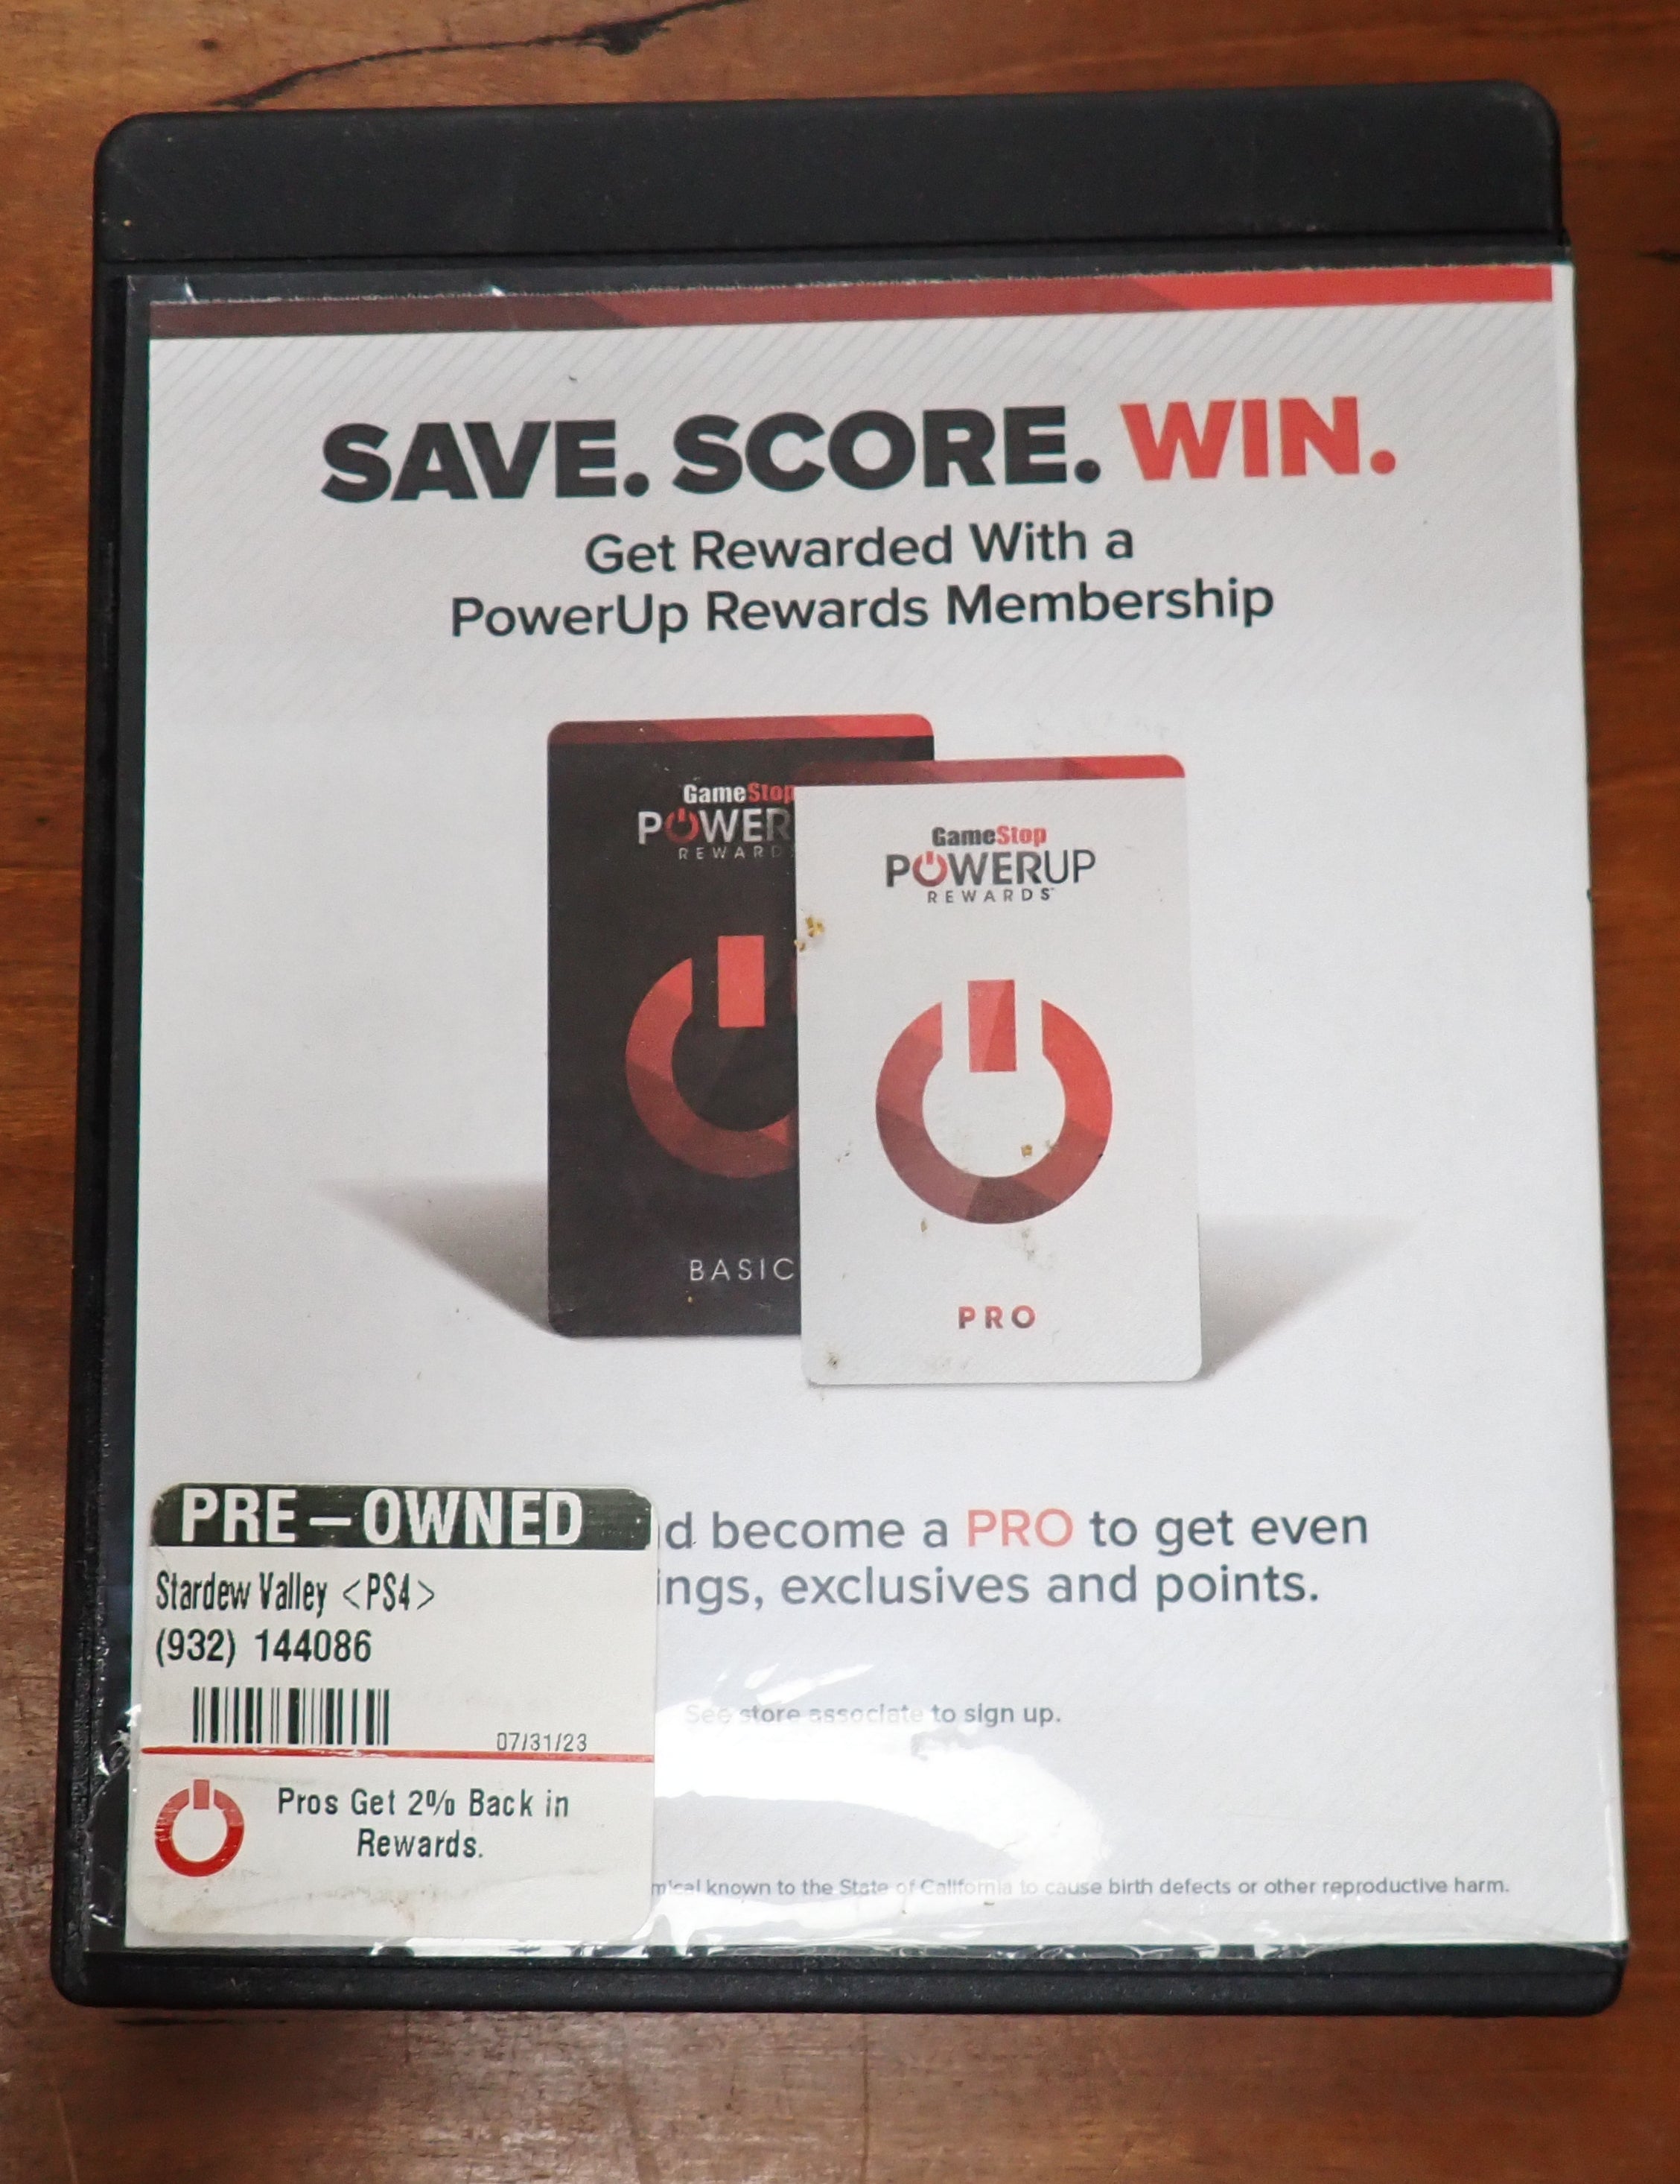 SAVE. SCORE. WIN.
Get Rewarded With a
PowerUp Rewards Membership
GameStop
POWER
REWARD
BASIC
GameStop
POWERUP
REWARDS
PRO
PRE-OWNED
Stardew Valley <PS4>
(932) 144086
07/31/23
Pros Get 2% Back in
Rewards.
become a PRO to get even
exclusives and points.
See store associate to sign up.
known to the State of California to cause birth defects or other reproductive harm.